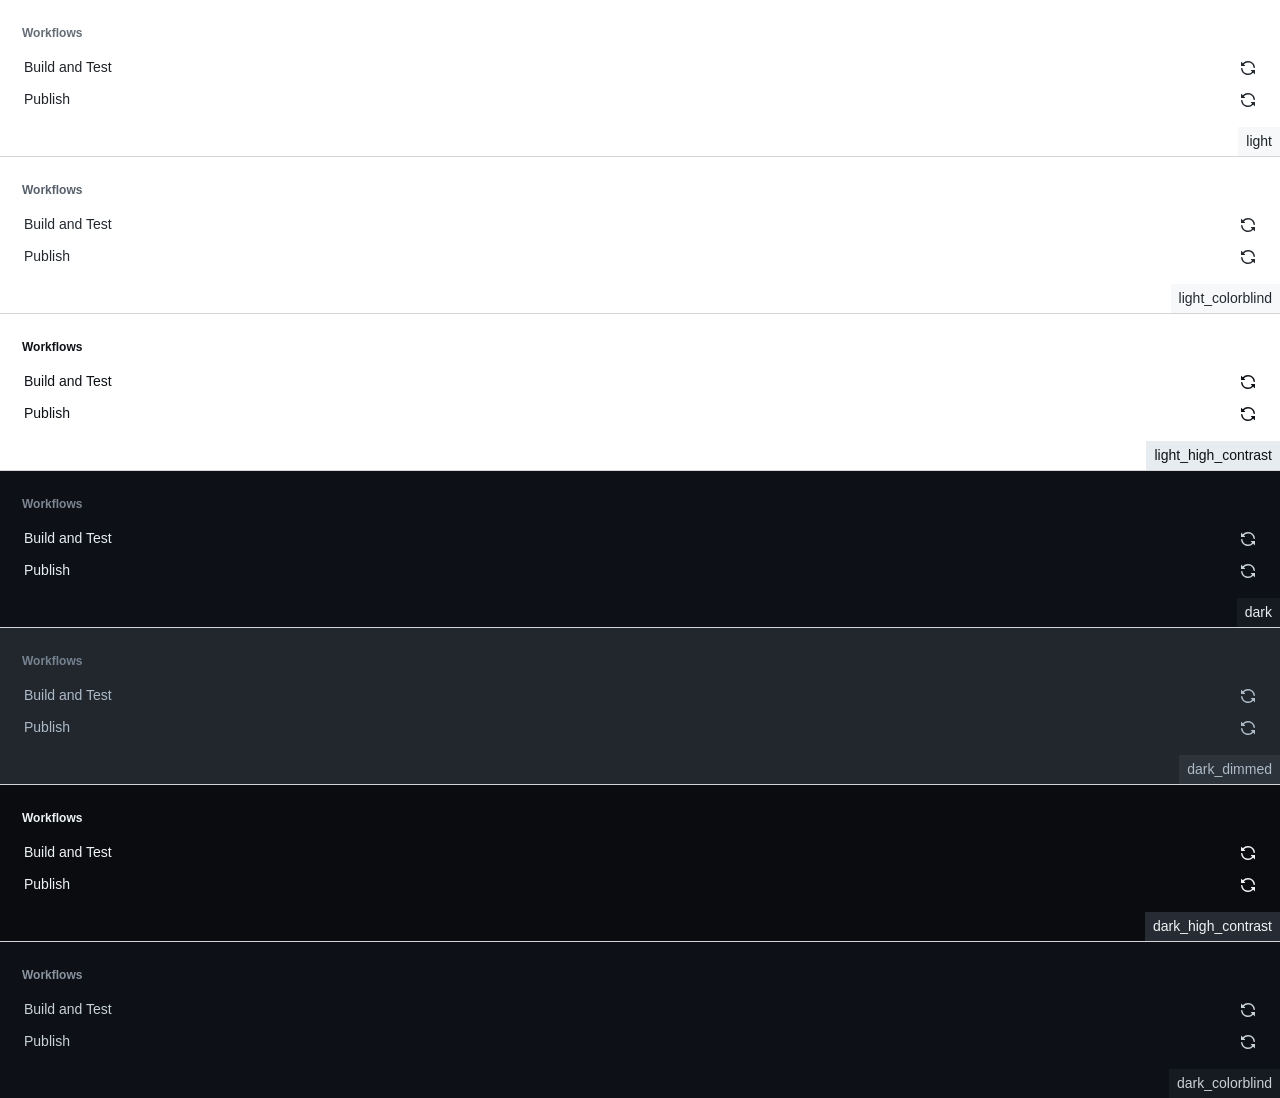 Workflows
Build and Test
Publish
light
Workflows
Build and Test
Publish
light_colorblind
Workflows
Build and Test
Publish
light_high_contrast
Workflows
Build and Test
Publish
dark
Workflows
Build and Test
Publish
dark_dimmed
Workflows
Build and Test
Publish
dark_high_contrast
Workflows
Build and Test
Publish
dark_colorblind